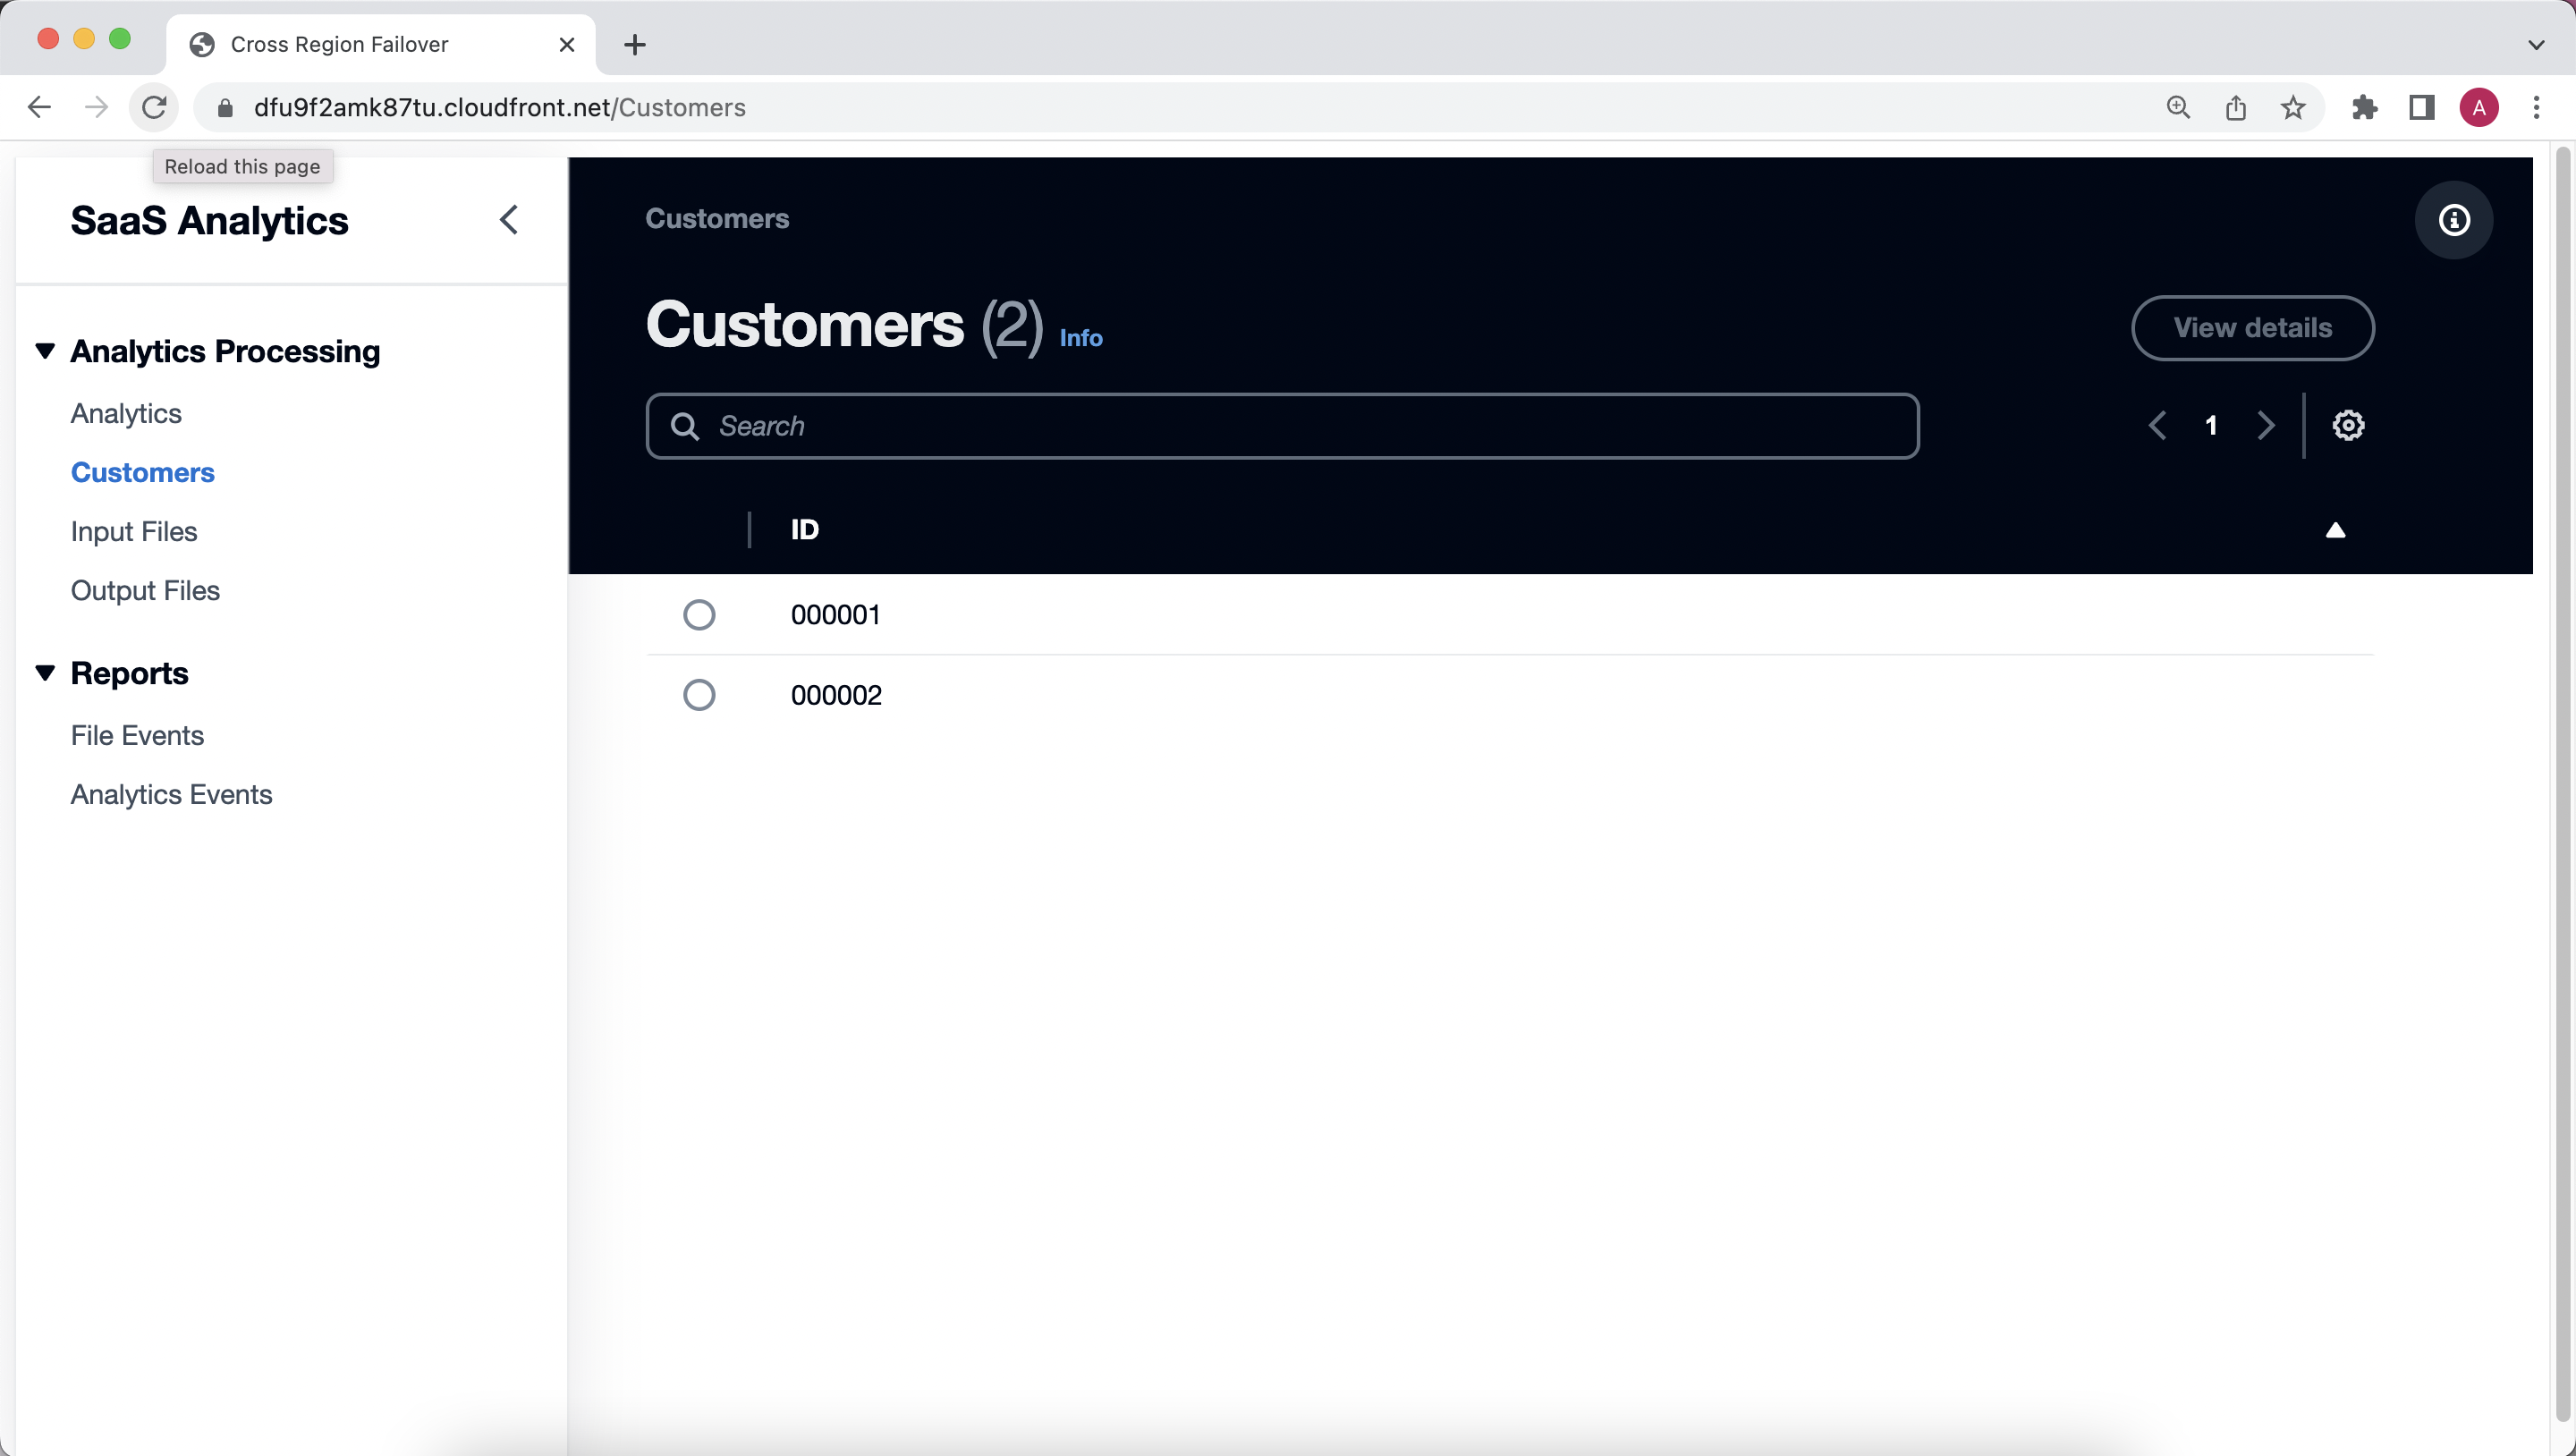 Cross Region Failover
dfu9f2amk87tu.cloudfront.net/Customers
A
Reload this page
SaaS Analytics
Analytics Processing
Analytics
Customers
Input Files
Output Files
Reports
File Events
Analytics Events
Customers
Customers (2) Info
View details
Search
1
ID
000001
000002